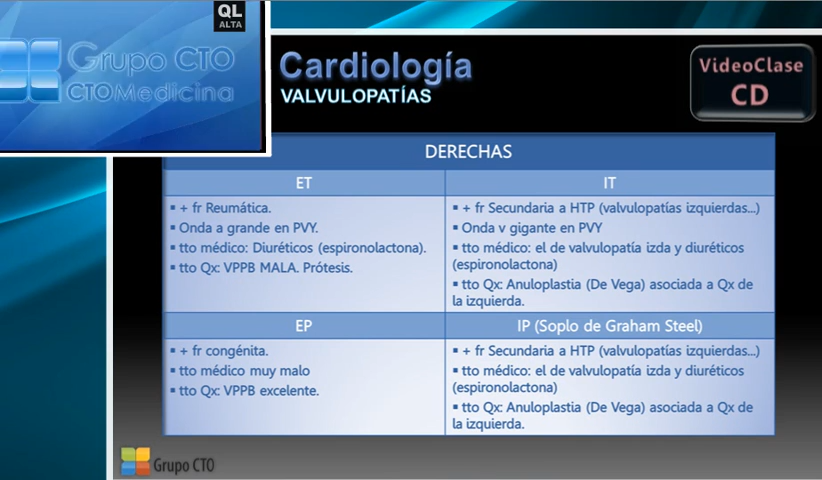 QL
ALTA
Grupo CTO
CTOMedicina
Cardiología
VALVULOPATÍAS
VideoClase
CD
DERECHAS
ET
IT
▪ + fr Reumática.
▪ Onda a grande en PVY.
▪ tto médico: Diuréticos (espironolactona).
▪ tto Qx: VPPB MALA. Prótesis.
▪ + fr Secundaria a HTP (valvulopatías izquierdas...)
▪ Onda v gigante en PVY
▪ tto médico: el de valvulopatía izda y diuréticos
(espironolactona)
▪ tto Qx: Anuloplastia (De Vega) asociada a Qx de
la izquierda.
EP
IP (Soplo de Graham Steel)
▪ + fr congénita.
▪ tto médico muy malo
▪ tto Qx: VPPB excelente.
▪ + fr Secundaria a HTP (valvulopatías izquierdas...)
▪ tto médico: el de valvulopatía izda y diuréticos
(espironolactona)
▪ tto Qx: Anuloplastia (De Vega) asociada a Qx de
la izquierda.
Grupo CTO